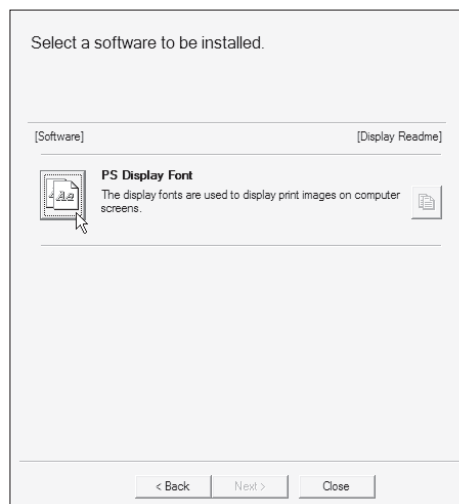 Select a software to be installed.
[Software] [Display Readme]
PS Display Font
The display fonts are used to display print images on computer
screens.
< Back Next > Close